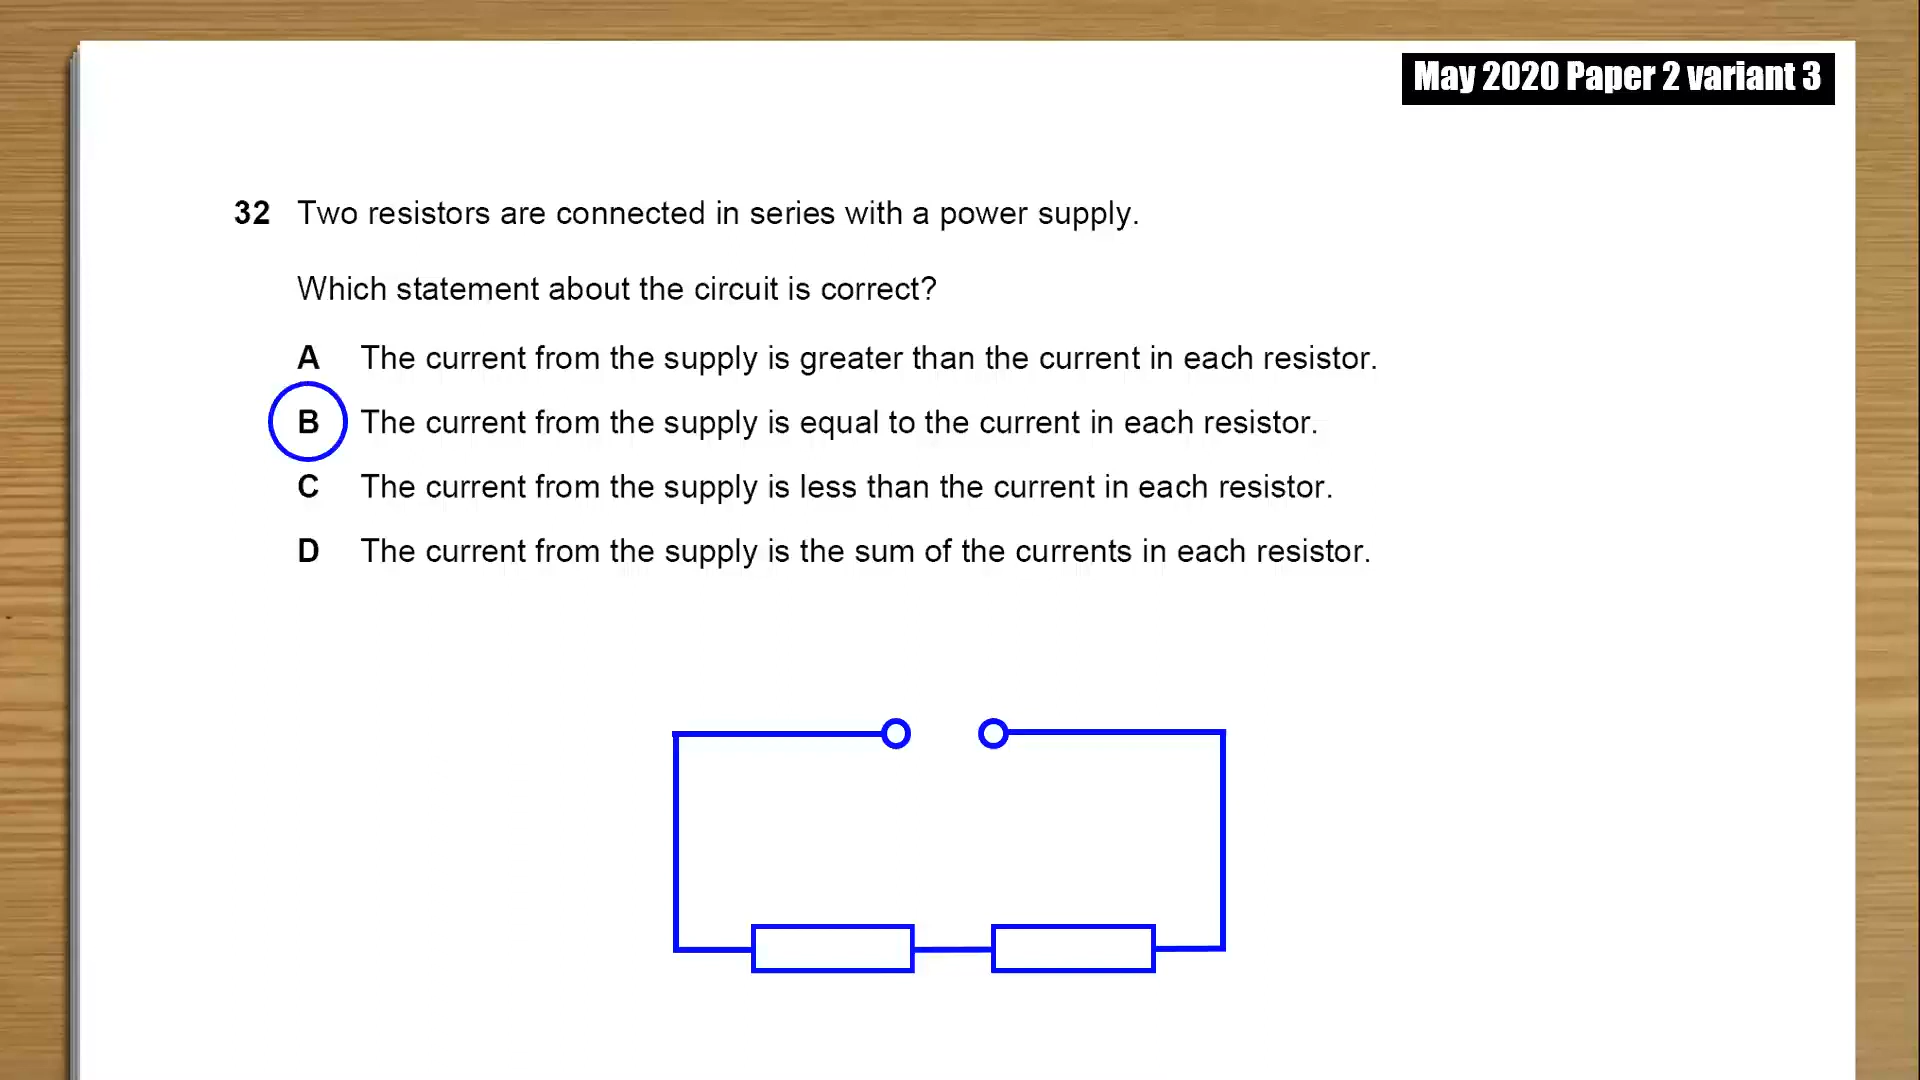 May 2020 Paper 2 variant 3
32 Two resistors are connected in series with a power supply.
Which statement about the circuit is correct?
A The current from the supply is greater than the current in each resistor.
B The current from the supply is equal to the current in each resistor.
C The current from the supply is less than the current in each resistor.
D The current from the supply is the sum of the currents in each resistor.